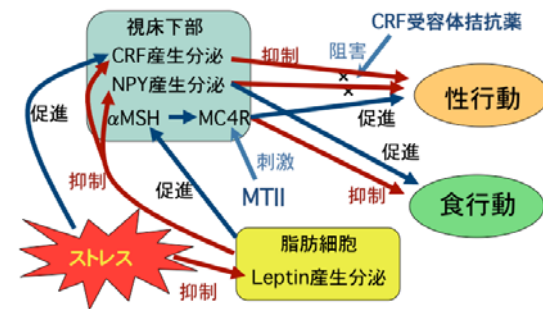 視床下部
CRF受容体拮抗薬
CRF産生分泌
抑制
阻害
NPY産生分泌
性行動
促進
αMSH
MC4R
促進
刺激
促進
抑制
促進
抑制
食行動
MTII
ストレス
脂肪細胞
Leptin産生分泌
抑制